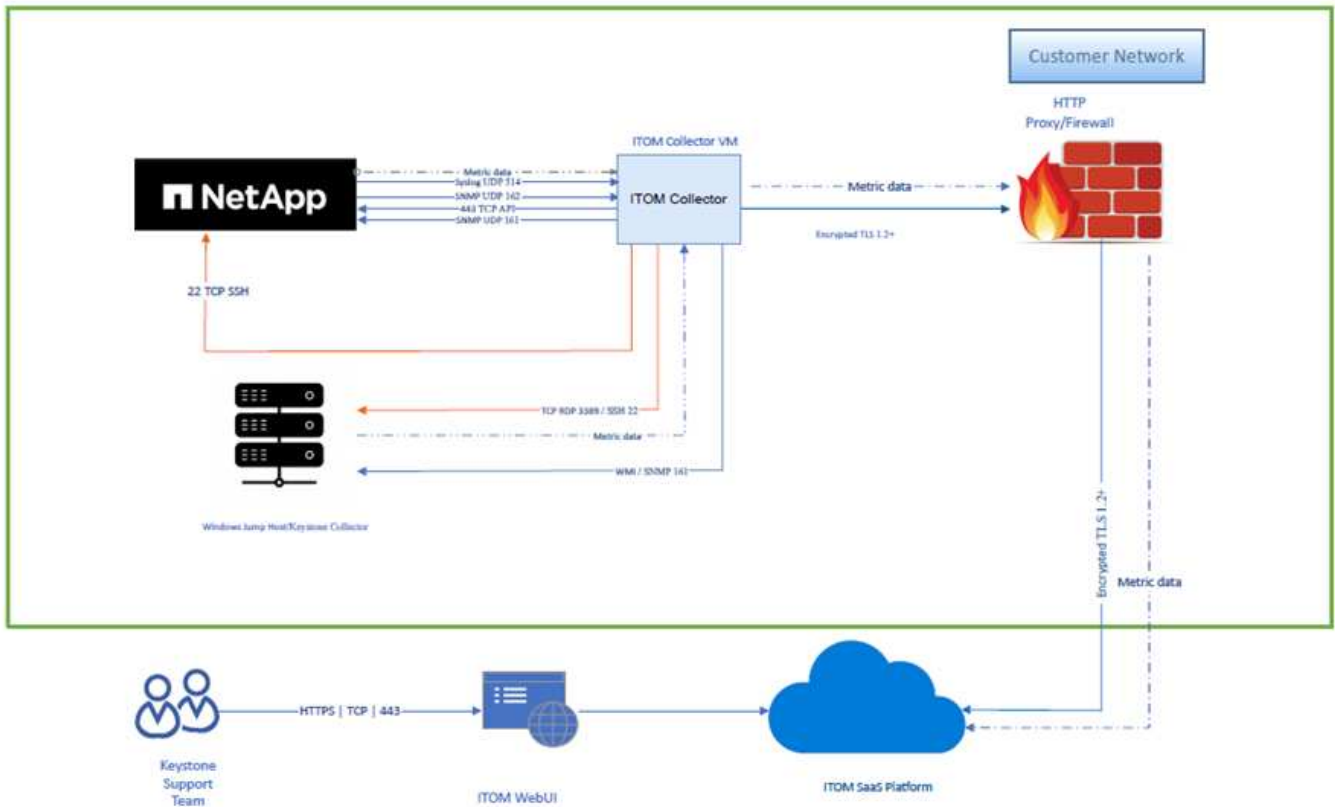 Customer Network
HTTP
Proxy/Firewall
ITOM Collector VM
NetApp
Metric data
Syslog UDP 514
SNMP UDP 162
443 TCP API
SNMP UDP 161
ITOM Collector
Metric data
Encrypted TLS 1.2+
22 TCP SSH
TCP RDP 3389 / SSH 22
Metric data
WMI / SNMP 161
Windows Jump Host/Keystone Collector
Encrypted TLS 1.2+
Metric data
HTTPS | TCP | 443
Keystone
Support
Team
ITOM WebUI
ITOM SaaS Platform